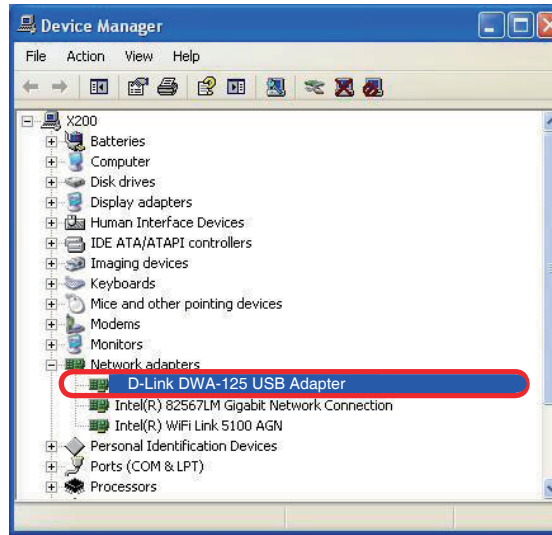 Device Manager
File Action View Help
X200
Batteries
Computer
Disk drives
Display adapters
Human Interface Devices
IDE ATA/ATAPI controllers
Imaging devices
Keyboards
Mice and other pointing devices
Modems
Monitors
Network adapters
D-Link DWA-125 USB Adapter
Intel(R) 82567LM Gigabit Network Connection
Intel(R) WiFi Link 5100 AGN
Personal Identification Devices
Ports (COM & LPT)
Processors